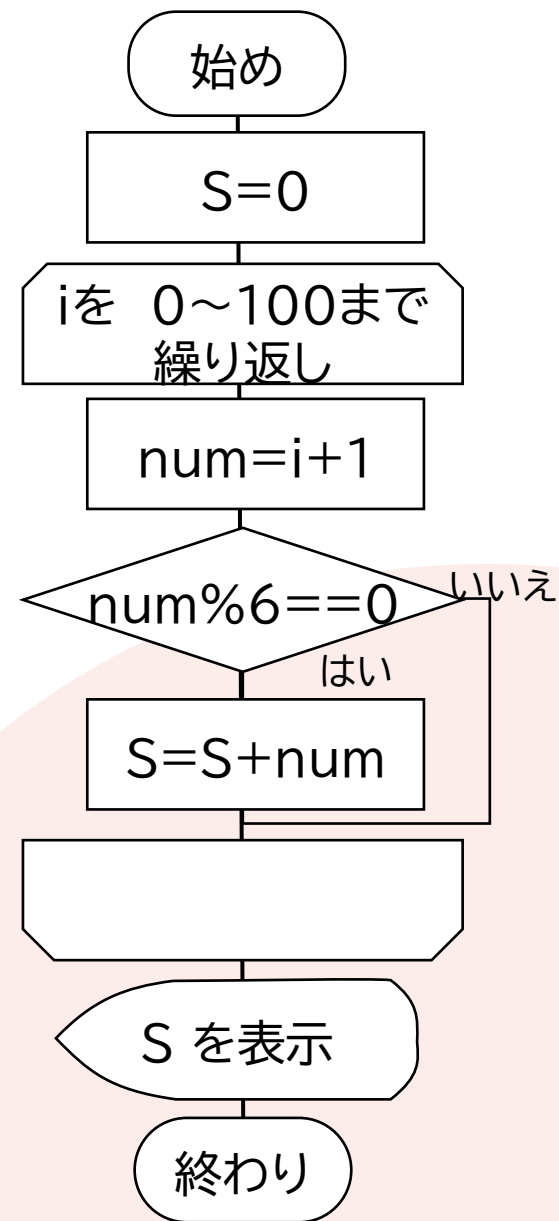 始め
S=0
iを 0～100まで
繰り返し
num=i+1
num%6==0
いいえ
はい
S=S+num
S を表示
終わり